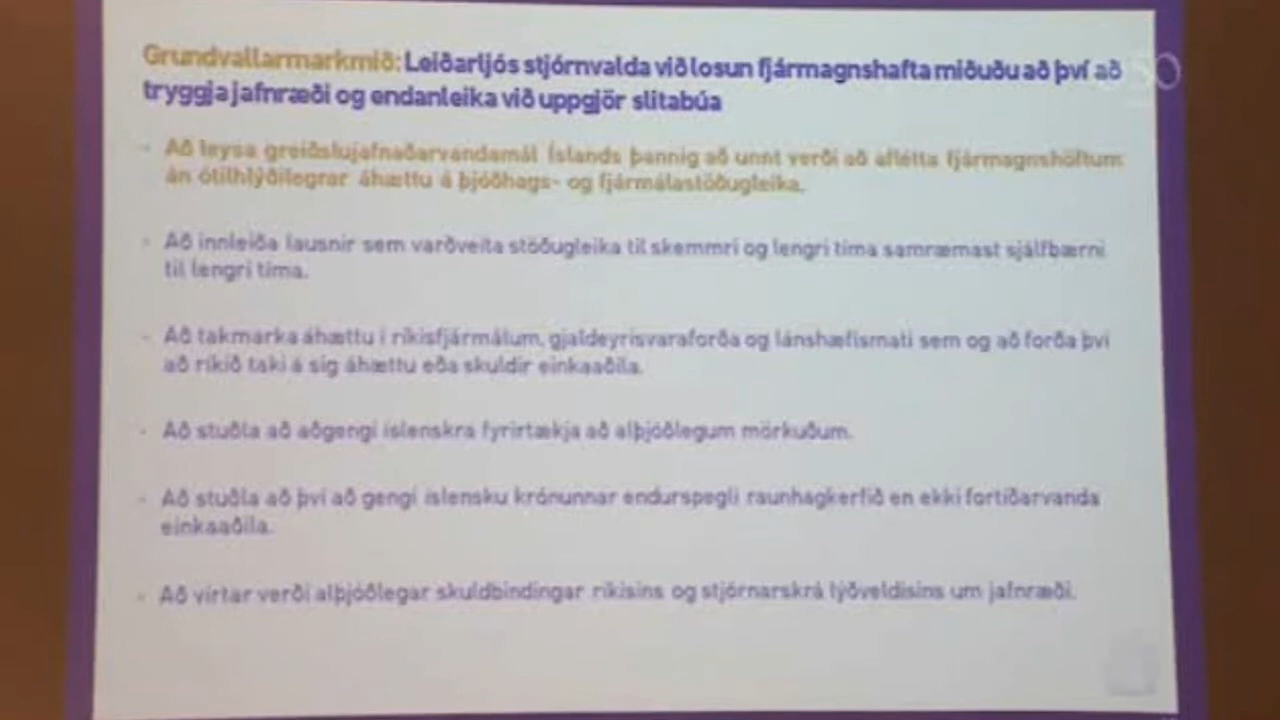 Grundvallarmarkmið: Leiðarljós stjórnvalda við losun fjármagnshafta miðuðu að því að
tryggja jafnræði og endanleika við uppgjör slitabúa
- Að leysa greiðslujafnaðarvandamál Íslands þannig að unnt verði að aflétta fjármagnshöftum
án ótilhlýðilegrar áhættu á þjóðhags- og fjármálastöðugleika.
- Að innleiða lausnir sem varðveita stöðugleika til skemmri og lengri tíma samræmast sjálfbærni
til lengri tíma.
- Að takmarka áhættu í ríkisfjármálum, gjaldeyrisvaraforða og lánshæfismati sem og að forða því
að ríkið taki á sig áhættu eða skuldir einkaaðila.
- Að stuðla að aðgengi íslenskra fyrirtækja að alþjóðlegum mörkuðum.
- Að stuðla að því að gengi íslensku krónunnar endurspegli raunhagkerfið en ekki fortíðarvanda
einkaaðila.
- Að virtar verði alþjóðlegar skuldbindingar ríkisins og stjórnarskrá lýðveldisins um jafnræði.